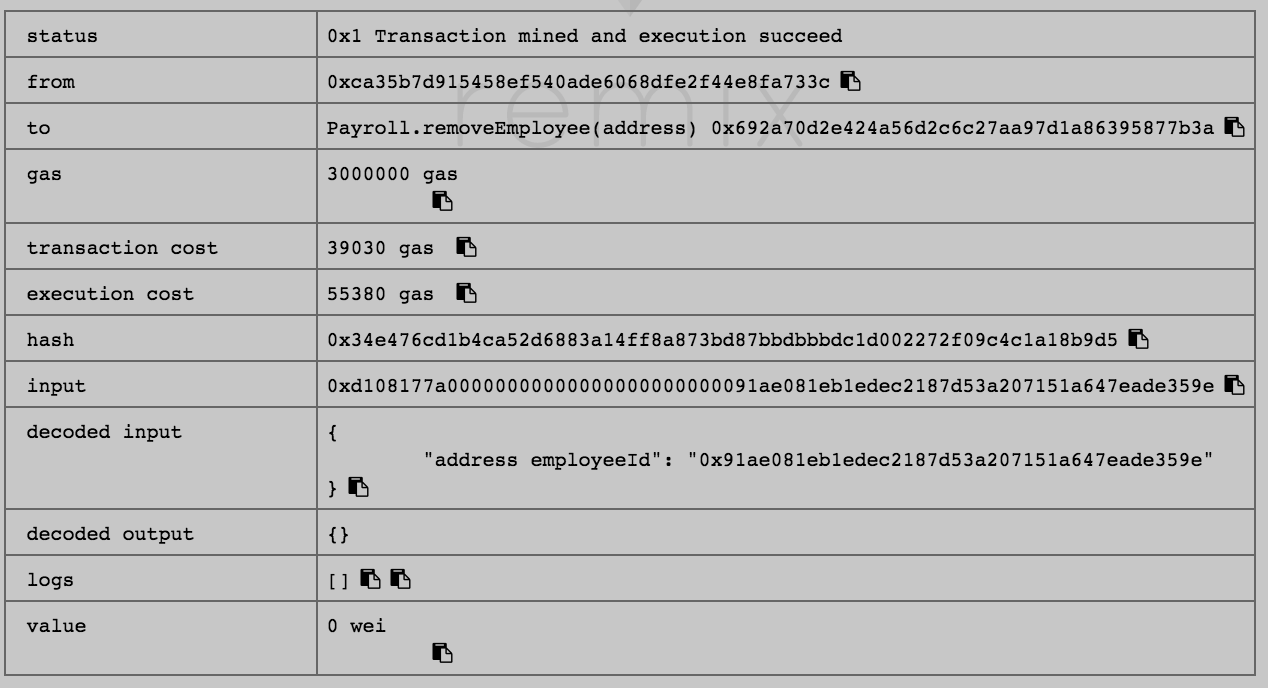 status 0x1 Transaction mined and execution succeed
from 0xca35b7d915458ef540ade6068dfe2f44e8fa733c
to Payroll.removeEmployee(address) 0x692a70d2e424a56d2c6c27aa97d1a86395877b3a
gas 3000000 gas
transaction cost 39030 gas
execution cost 55380 gas
hash 0x34e476cd1b4ca52d6883a14ff8a873bd87bbdbbbdc1d002272f09c4c1a18b9d5
input 0xd108177a00000000000000000000000091ae081eb1edec2187d53a207151a647eade359e
decoded input {
"address employeeId": "0x91ae081eb1edec2187d53a207151a647eade359e"
}
decoded output {}
logs []
value 0 wei
remix